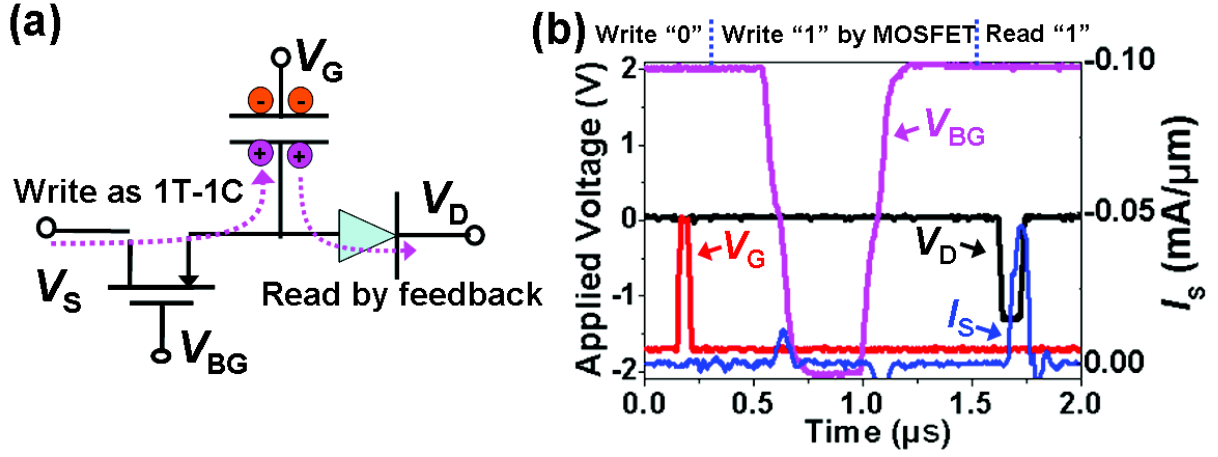 (a)
V_G
- -
+ +
Write as 1T-1C
V_D
V_S
Read by feedback
V_BG
(b)
Write “0” Write “1” by MOSFET Read “1”
Applied Voltage (V)
2
1
0
-1
-2
V_BG
V_G
V_D
I_S
-0.10
-0.05
0.00
I_s (mA/μm)
0.0 0.5 1.0 1.5 2.0
Time (μs)